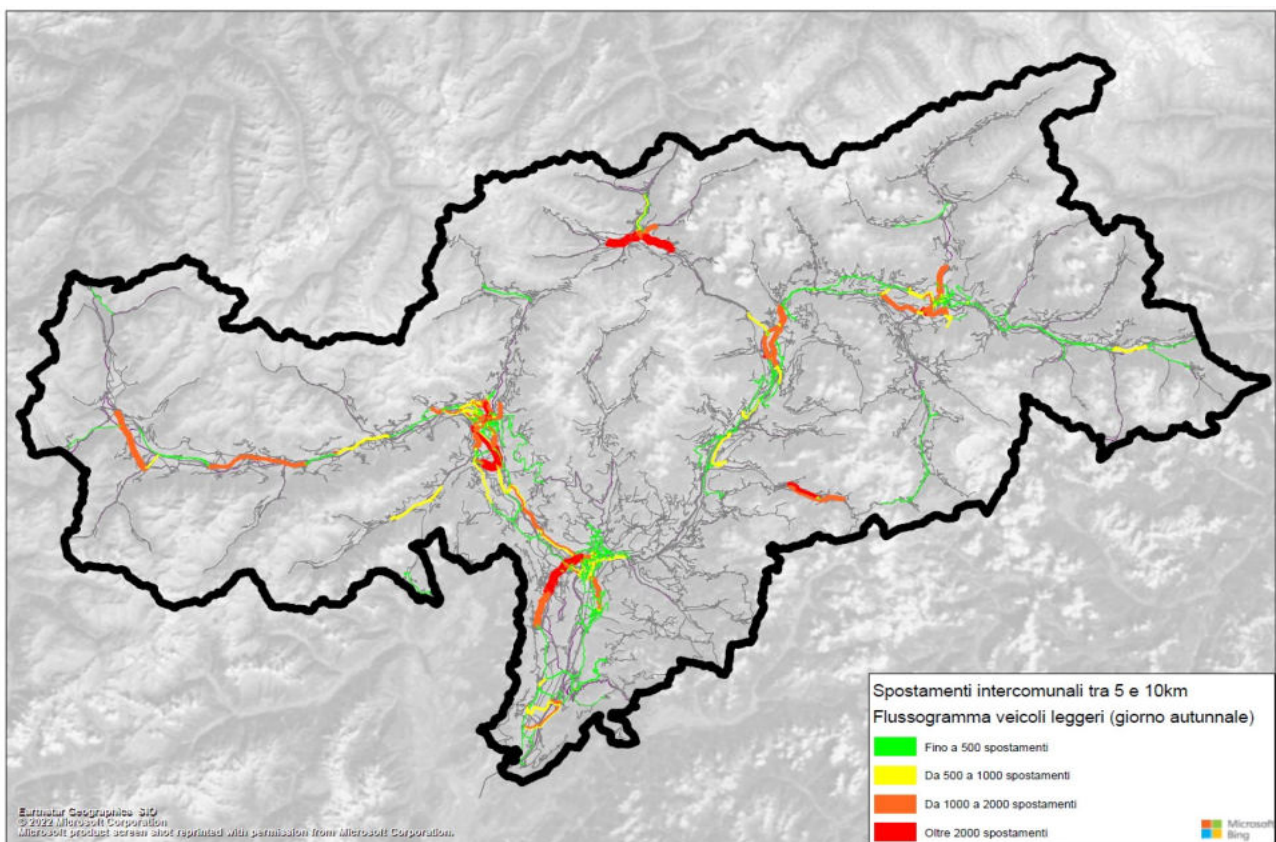 Spostamenti intercomunali tra 5 e 10km
Flussogramma veicoli leggeri (giorno autunnale)
Fino a 500 spostamenti
Da 500 a 1000 spostamenti
Da 1000 a 2000 spostamenti
Oltre 2000 spostamenti
Earthstar Geographics SIO
© 2022 Microsoft Corporation
Microsoft product screen shot reprinted with permission from Microsoft Corporation.
Microsoft
Bing